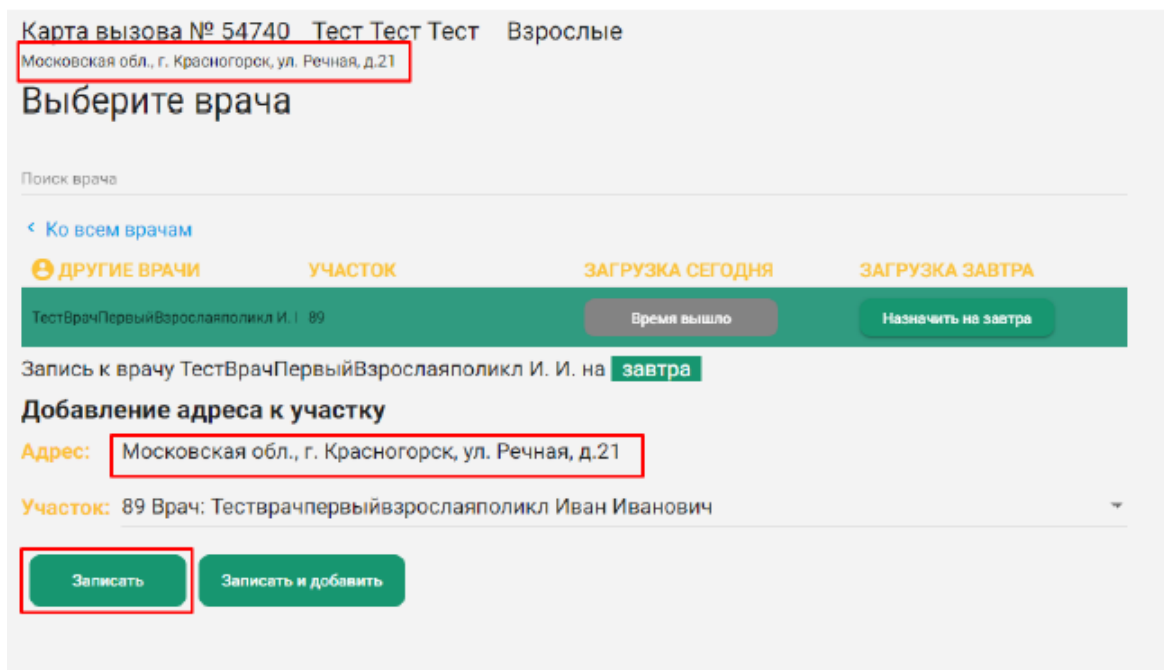 Карта вызова № 54740 Тест Тест Тест Взрослые
Московская обл., г. Красногорск, ул. Речная, д.21
Выберите врача
Поиск врача
< Ко всем врачам
ДРУГИЕ ВРАЧИ УЧАСТОК ЗАГРУЗКА СЕГОДНЯ ЗАГРУЗКА ЗАВТРА
ТестВрачПервыйВзрослаяполикл И. 89 Время вышло Назначить на завтра
Запись к врачу ТестВрачПервыйВзрослаяполикл И. И. на завтра
Добавление адреса к участку
Адрес: Московская обл., г. Красногорск, ул. Речная, д.21
Участок: 89 Врач: Тестврачпервыйвзрослаяполикл Иван Иванович
Записать Записать и добавить